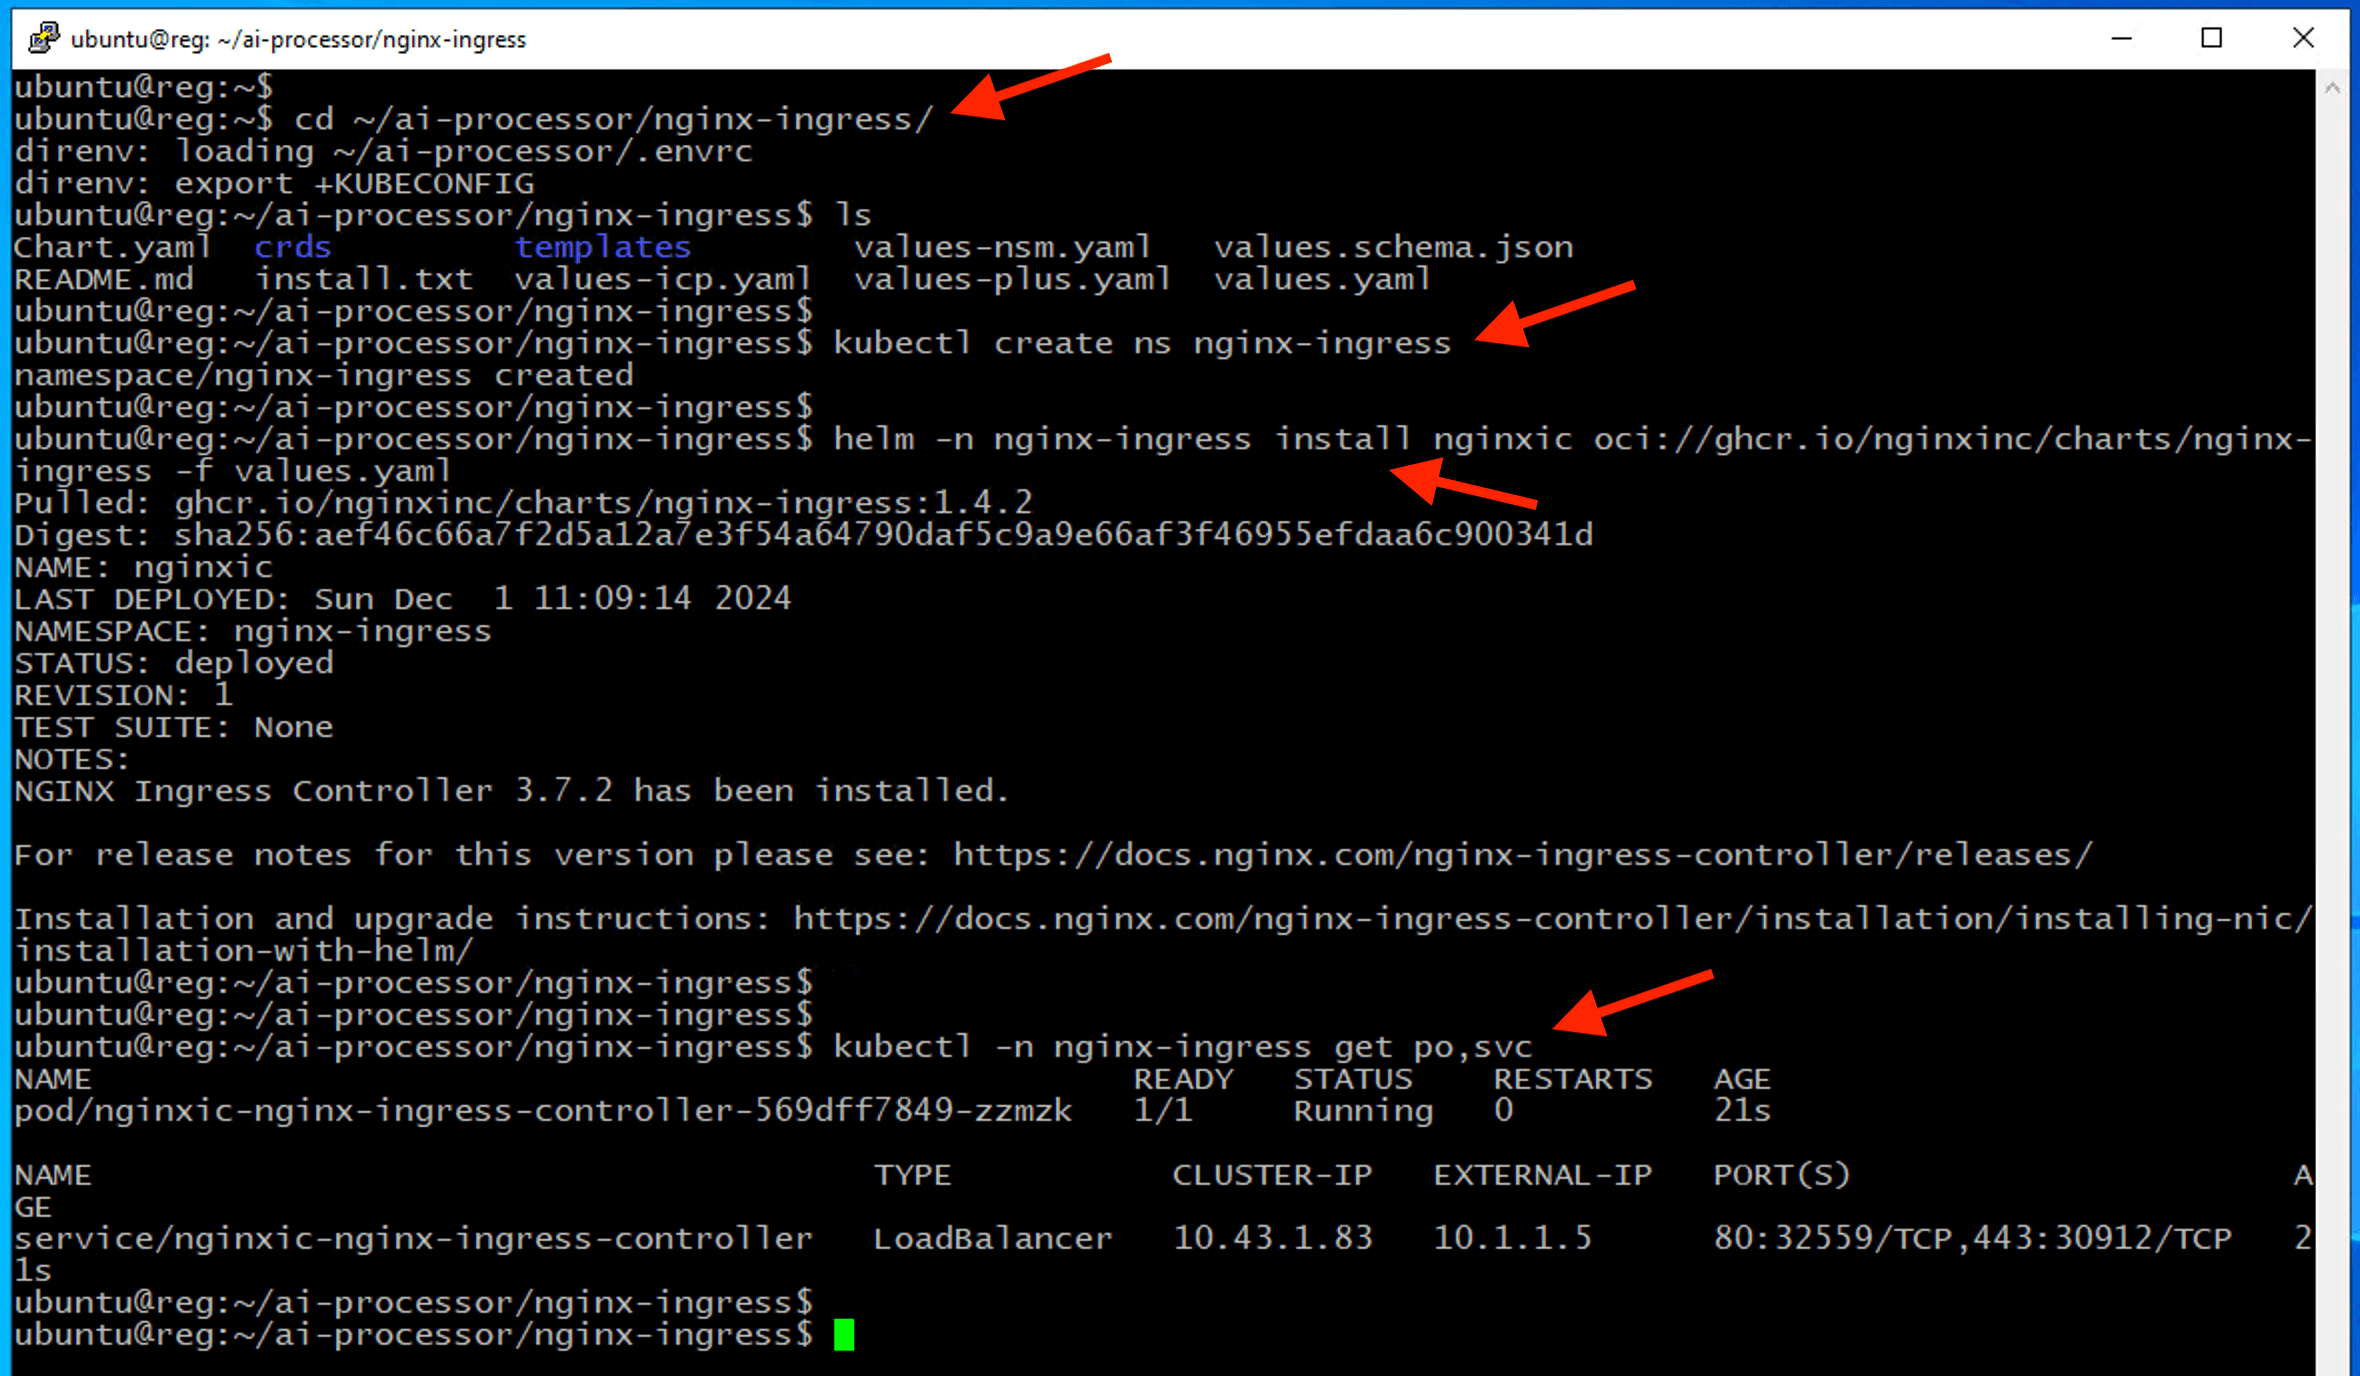 ubuntu@reg: ~/ai-processor/nginx-ingress
ubuntu@reg:~$
ubuntu@reg:~$ cd ~/ai-processor/nginx-ingress/
direnv: loading ~/ai-processor/.envrc
direnv: export +KUBECONFIG
ubuntu@reg:~/ai-processor/nginx-ingress$ ls
Chart.yaml  crds         templates        values-nsm.yaml   values.schema.json
README.md   install.txt  values-icp.yaml  values-plus.yaml  values.yaml
ubuntu@reg:~/ai-processor/nginx-ingress$
ubuntu@reg:~/ai-processor/nginx-ingress$ kubectl create ns nginx-ingress
namespace/nginx-ingress created
ubuntu@reg:~/ai-processor/nginx-ingress$
ubuntu@reg:~/ai-processor/nginx-ingress$ helm -n nginx-ingress install nginxic oci://ghcr.io/nginxinc/charts/nginx-
ingress -f values.yaml
Pulled: ghcr.io/nginxinc/charts/nginx-ingress:1.4.2
Digest: sha256:aef46c66a7f2d5a12a7e3f54a64790daf5c9a9e66af3f46955efdaa6c900341d
NAME: nginxic
LAST DEPLOYED: Sun Dec  1 11:09:14 2024
NAMESPACE: nginx-ingress
STATUS: deployed
REVISION: 1
TEST SUITE: None
NOTES:
NGINX Ingress Controller 3.7.2 has been installed.
For release notes for this version please see: https://docs.nginx.com/nginx-ingress-controller/releases/
Installation and upgrade instructions: https://docs.nginx.com/nginx-ingress-controller/installation/installing-nic/
installation-with-helm/
ubuntu@reg:~/ai-processor/nginx-ingress$
ubuntu@reg:~/ai-processor/nginx-ingress$
ubuntu@reg:~/ai-processor/nginx-ingress$ kubectl -n nginx-ingress get po,svc
NAME                                                    READY   STATUS    RESTARTS   AGE
pod/nginxic-nginx-ingress-controller-569dff7849-zzmzk   1/1     Running   0          21s
NAME                                       TYPE           CLUSTER-IP   EXTERNAL-IP   PORT(S)                      A
GE
service/nginxic-nginx-ingress-controller   LoadBalancer   10.43.1.83   10.1.1.5      80:32559/TCP,443:30912/TCP   2
1s
ubuntu@reg:~/ai-processor/nginx-ingress$
ubuntu@reg:~/ai-processor/nginx-ingress$